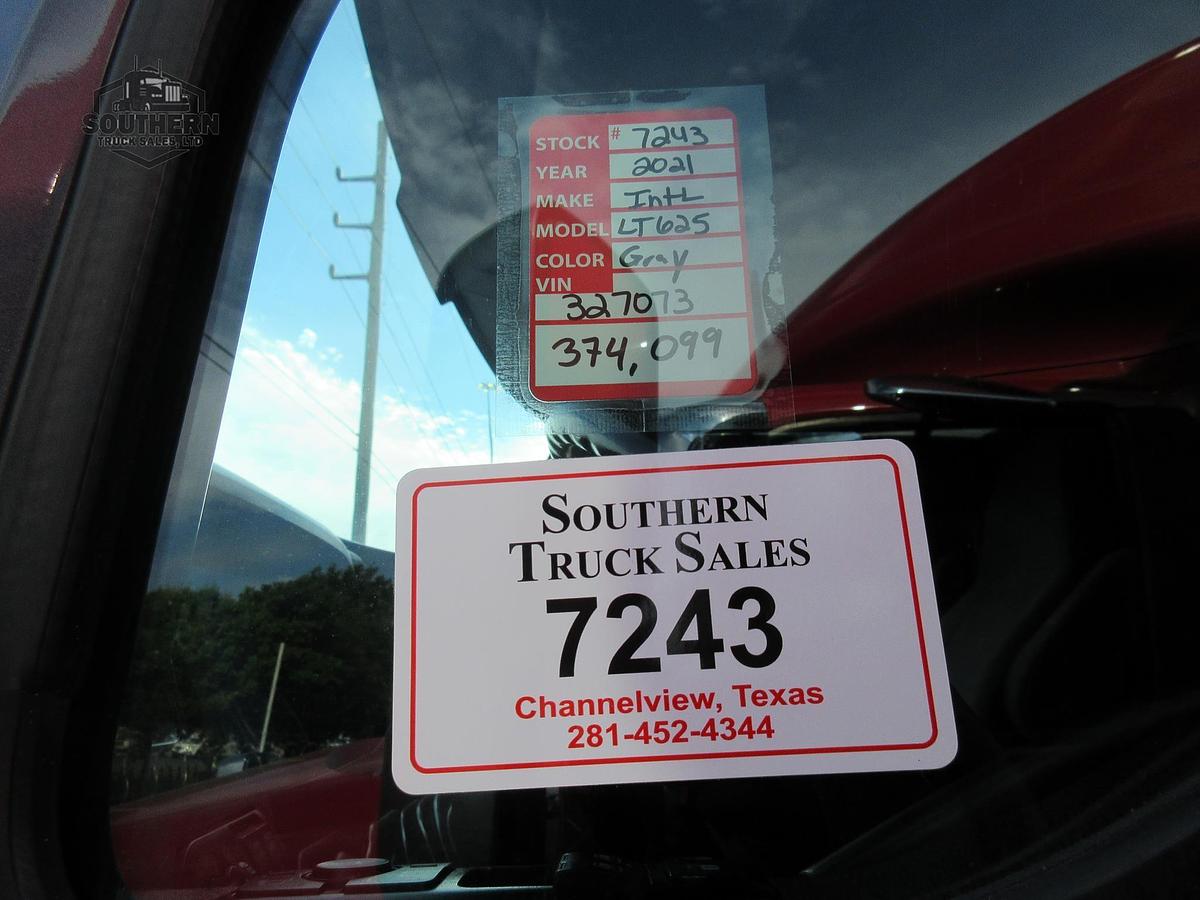 SOUTHERN
TRUCK SALES, LTD
STOCK # 7243
YEAR 2021
MAKE Intl
MODEL LT625
COLOR Gray
VIN
327073
374,099
SOUTHERN
TRUCK SALES
7243
Channelview, Texas
281-452-4344